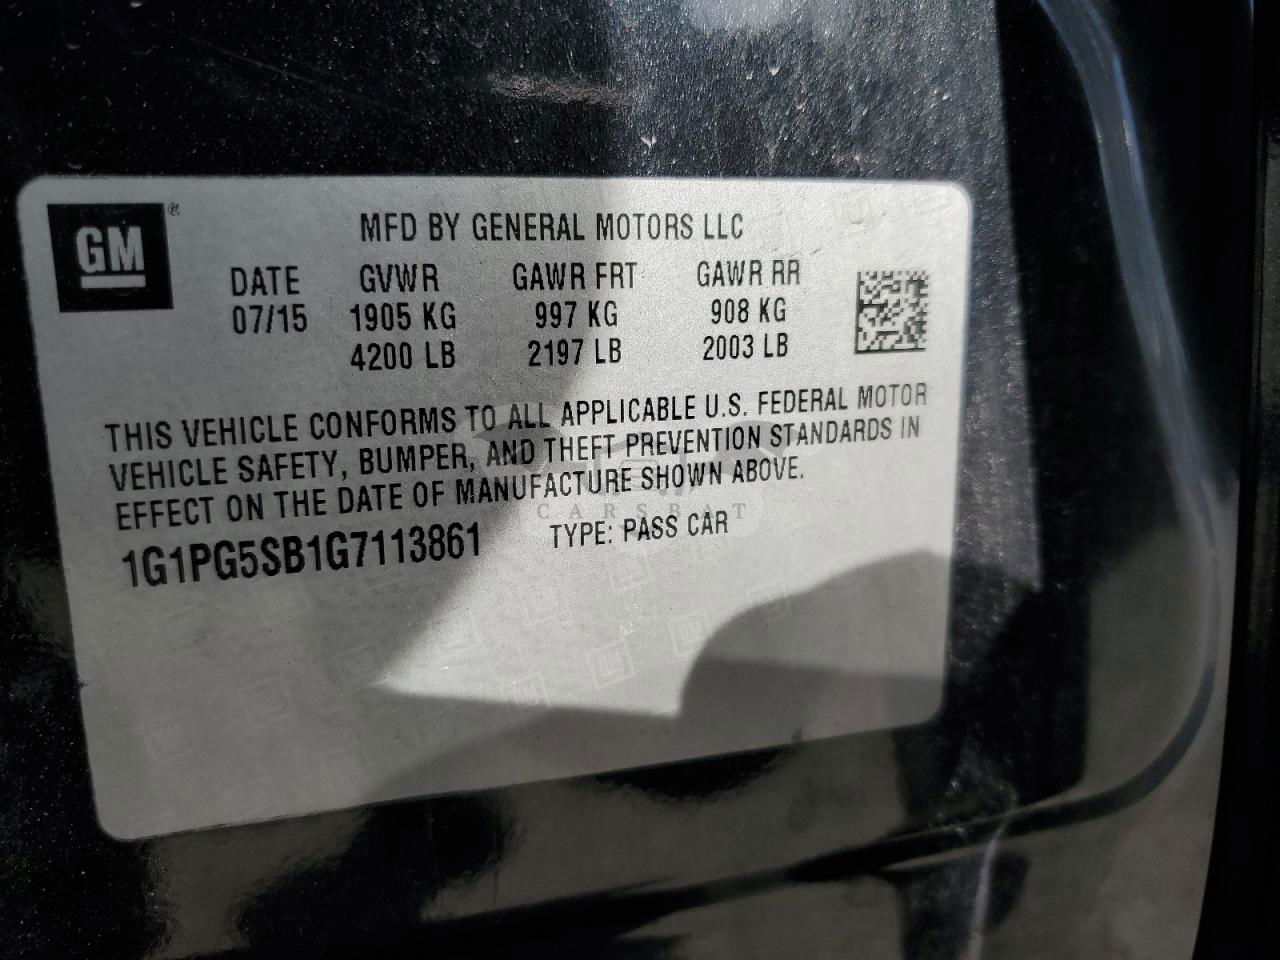 GM
MFD BY GENERAL MOTORS LLC
DATE GVWR GAWR FRT GAWR RR
07/15 1905 KG 997 KG 908 KG
4200 LB 2197 LB 2003 LB
THIS VEHICLE CONFORMS TO ALL APPLICABLE U.S. FEDERAL MOTOR
VEHICLE SAFETY, BUMPER, AND THEFT PREVENTION STANDARDS IN
EFFECT ON THE DATE OF MANUFACTURE SHOWN ABOVE.
CARSBAT
1G1PG5SB1G7113861 TYPE: PASS CAR